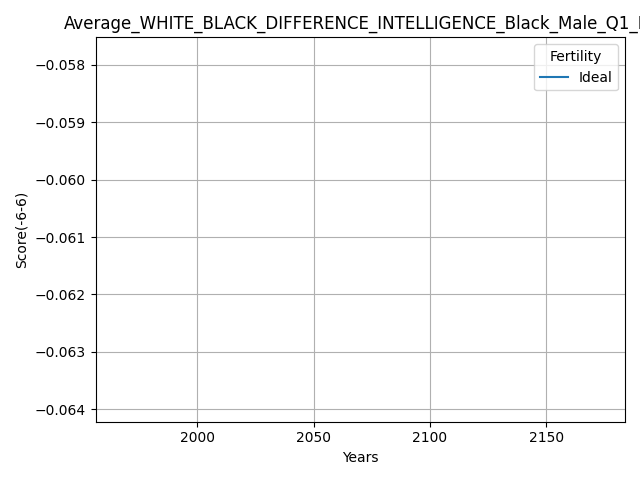 Average_WHITE_BLACK_DIFFERENCE_INTELLIGENCE_Black_Male_Q1_
Fertility
Ideal
−0.058
−0.059
−0.060
−0.061
−0.062
−0.063
−0.064
Score(-6-6)
2000 2050 2100 2150
Years